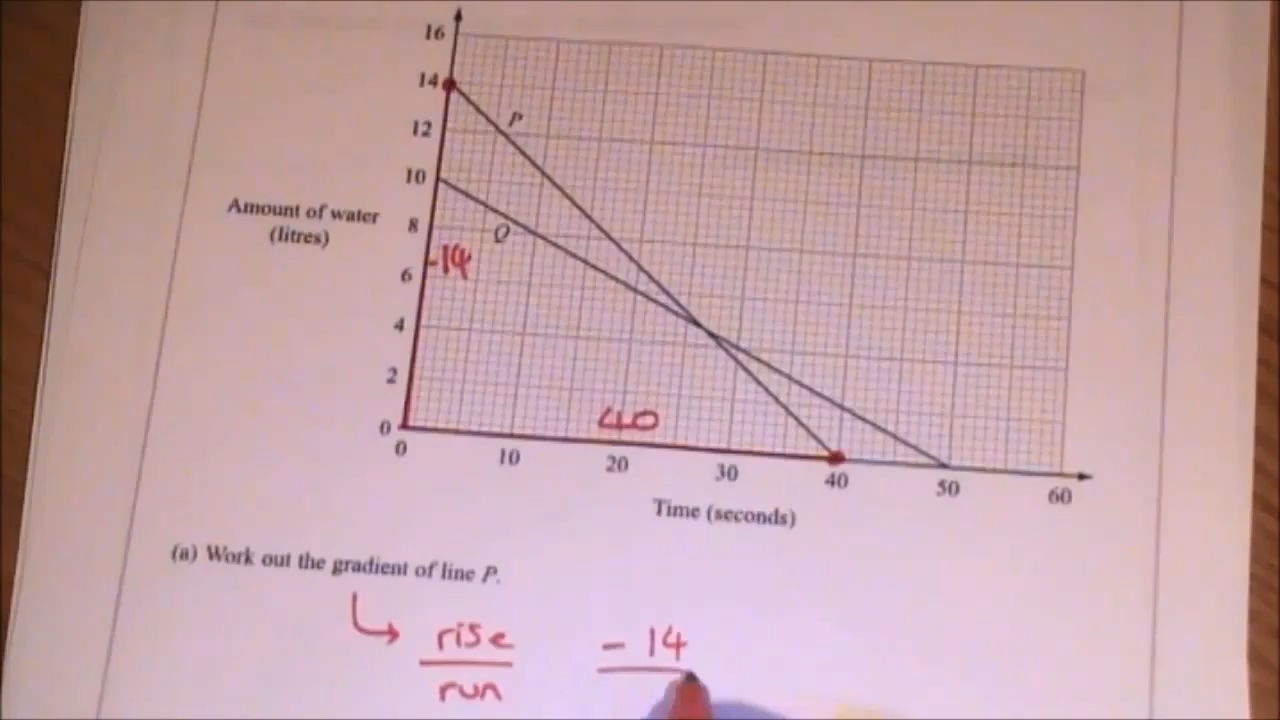 16
14
P
12
10
Amount of water
(litres)
8
Q
-14
6
4
2
40
0
0
10
20
30
40
50
60
Time (seconds)
(a) Work out the gradient of line P.
rise
run
- 14